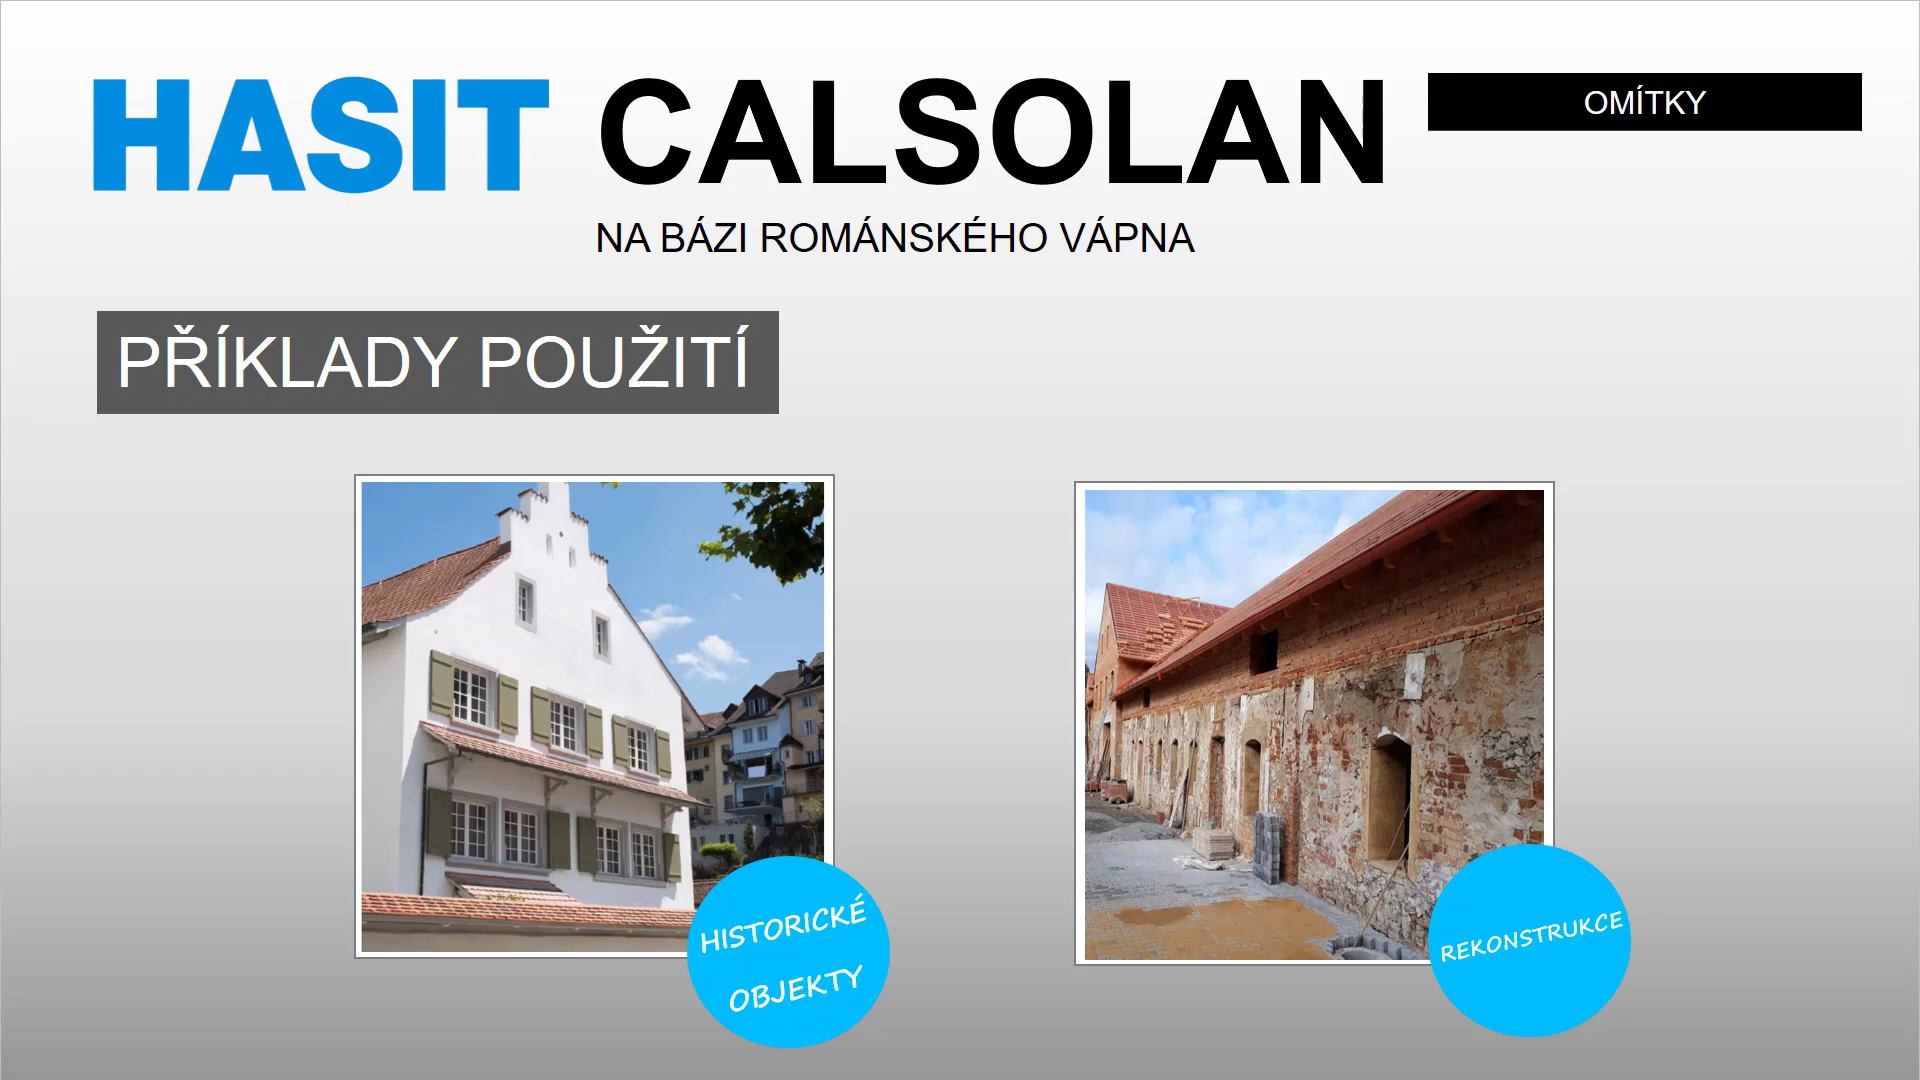 HASIT CALSOLAN
OMÍTKY
NA BÁZI ROMÁNSKÉHO VÁPNA
PŘÍKLADY POUŽITÍ
HISTORICKÉ
OBJEKTY
REKONSTRUKCE